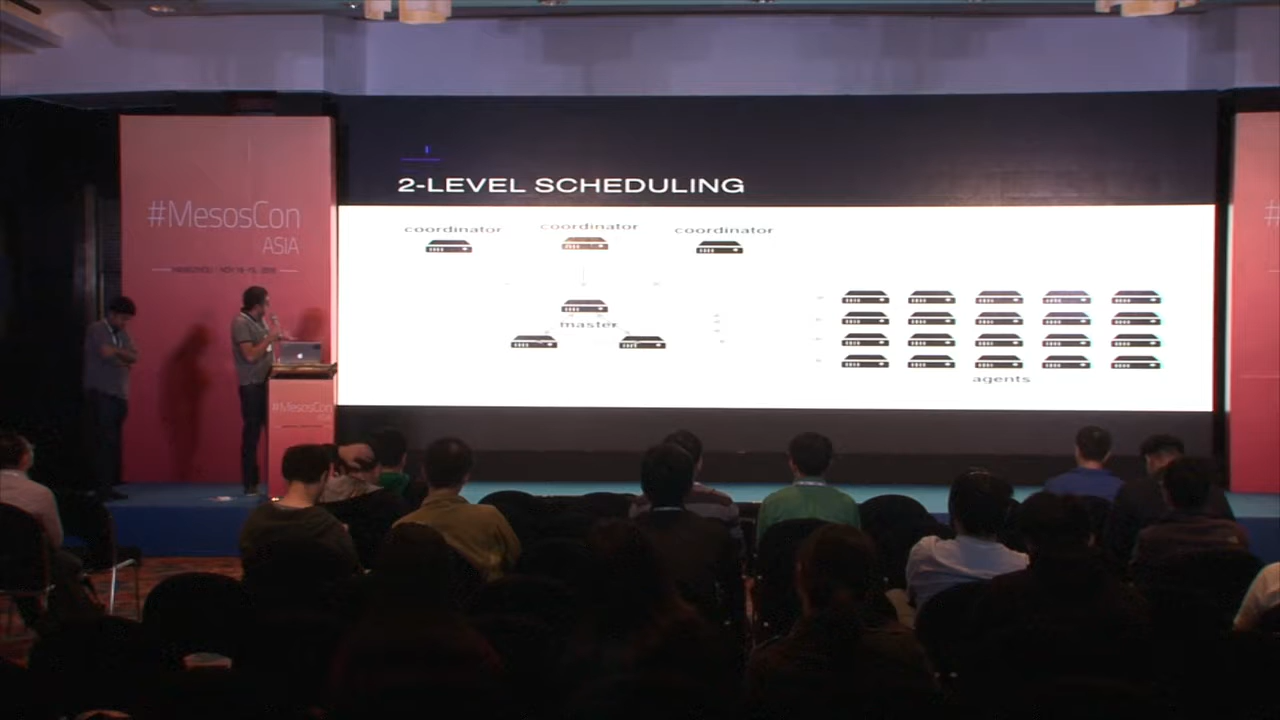 #MesosCon
ASIA
2-LEVEL SCHEDULING
coordinator
coordinator
coordinator
master
agents
#MesosCon
#